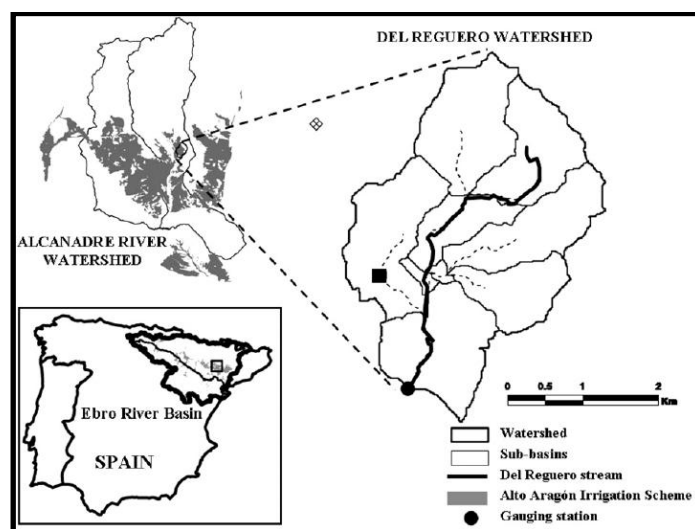 DEL REGUERO WATERSHED
ALCANADRE RIVER
WATERSHED
Ebro River Basin
SPAIN
0 0.5 1 2
Km
Watershed
Sub-basins
Del Reguero stream
Alto Aragón Irrigation Scheme
Gauging station